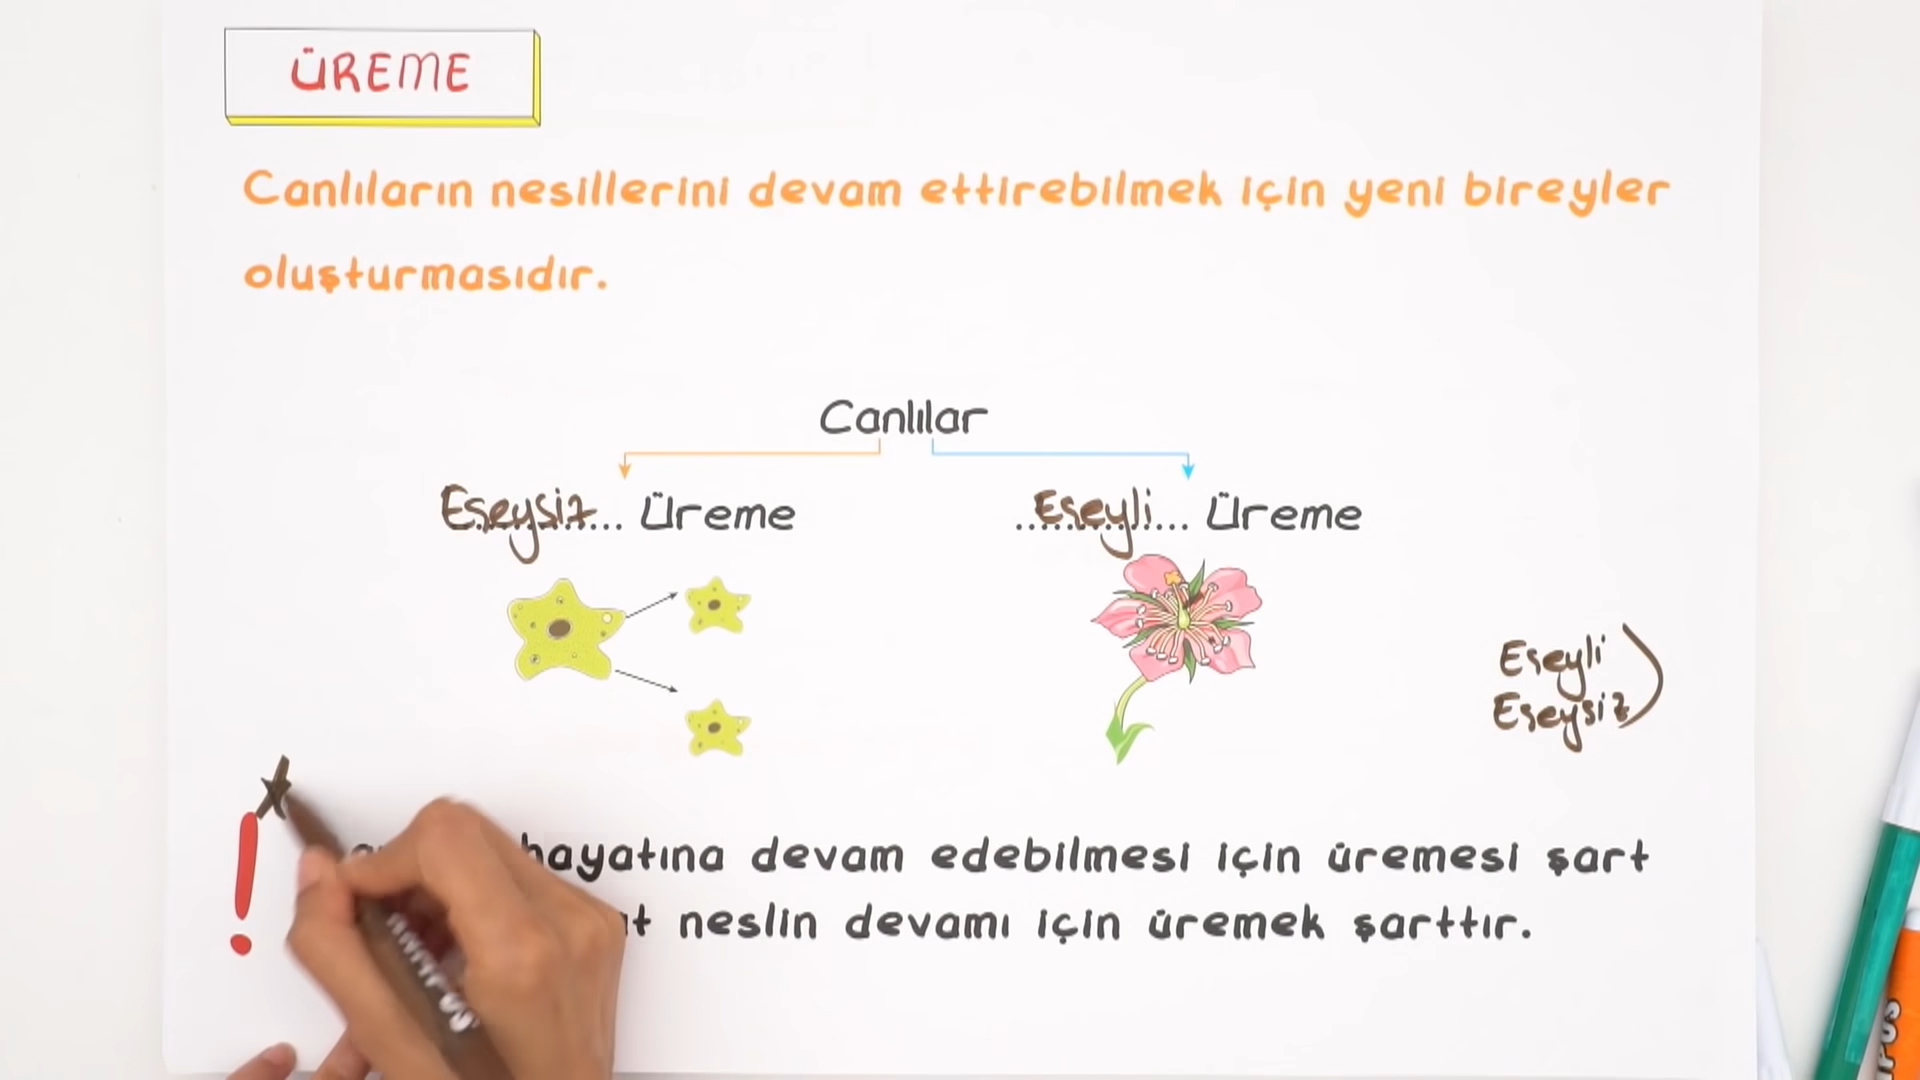 ÜREME
Canlıların nesillerini devam ettirebilmek için yeni bireyler
oluşturmasıdır.
Canlılar
Eşeysiz... Üreme
...Eşeyli... Üreme
Eşeyli
Eşeysiz
hayatına devam edebilmesi için üremesi şart
neslin devamı için üremek şarttır.